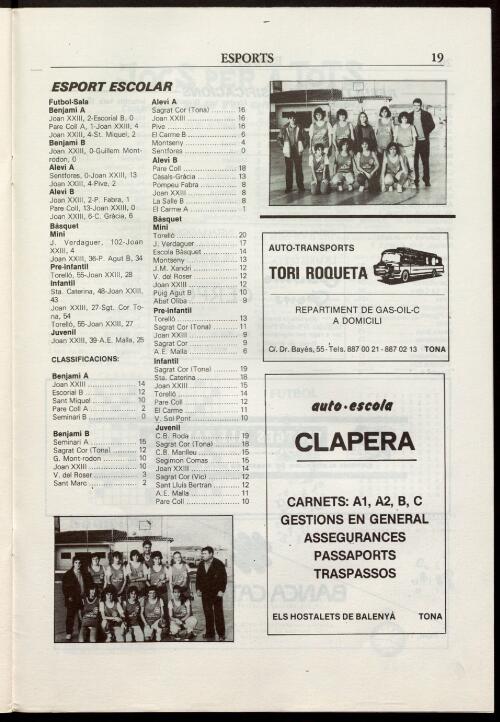 ESPORTS
19
ESPORT ESCOLAR
Futbol-Sala
Benjamí A
Joan XXIII, 2-Escorial B, 0
Pare Coll A, 1-Joan XXIII, 4
Joan XXIII, 4-St. Miquel, 2
Benjamí B
Joan XXIII, 0-Guillem Mont-
rodon, 0
Aleví A
Sentfores, 0-Joan XXIII, 13
Joan XXIII, 4-Pive, 2
Aleví B
Joan XXIII, 2-P. Fabra, 1
Pare Coll, 13-Joan XXIII, 0
Joan XXIII, 6-C. Gràcia, 6
Bàsquet
Mini
J. Verdaguer, 102-Joan
XXIII, 4
Joan XXIII, 36-P. Agut B, 34
Pre-infantil
Torelló, 55-Joan XXIII, 28
Infantil
Sta. Caterina, 48-Joan XXIII,
43
Joan XXIII, 27-Sgt. Cor To-
na, 54
Torelló, 55-Joan XXIII, 27
Juvenil
Joan XXIII, 39-A.E. Malla, 25
CLASSIFICACIONS:
Benjamí A
Joan XXIII ............ 14
Escorial B ............ 12
Sant Miquel ............ 10
Pare Coll A ............ 2
Seminari B ............ 0
Benjamí B
Seminari A ............ 15
Sagrat Cor (Tona) ............ 12
G. Mont-rodon ............ 10
Joan XXIII ............ 10
V. del Roser ............ 3
Sant Marc ............ 2
Aleví A
Sagrat Cor (Tona) ............ 16
Joan XXIII ............ 16
Pive ............ 16
El Carme B ............ 6
Montseny ............ 4
Sentfores ............ 0
Aleví B
Pare Coll ............ 18
Casals-Gràcia ............ 13
Pompeu Fabra ............ 8
Joan XXIII ............ 8
La Salle B ............ 8
El Carme A ............ 1
Bàsquet
Mini
Torelló ............ 20
J. Verdaguer ............ 17
Escola Bàsquet ............ 14
Montseny ............ 13
J.M. Xandri ............ 12
V. del Roser ............ 12
Joan XXIII ............ 12
Puig Agut B ............ 10
Abat Oliba ............ 9
Pre-infantil
Torelló ............ 13
Sagrat Cor (Tona) ............ 11
Joan XXIII ............ 9
Sagrat Cor ............ 9
A.E. Malla ............ 6
Infantil
Sagrat Cor (Tona) ............ 19
Sta. Caterina ............ 18
Joan XXIII ............ 15
Torelló ............ 14
Pare Coll ............ 12
El Carme ............ 11
V. Sol Pont ............ 10
Juvenil
C.B. Roda ............ 19
Sagrat Cor (Tona) ............ 18
C.B. Manlleu ............ 15
Segimon Comas ............ 15
Joan XXIII ............ 14
Sagrat Cor (Vic) ............ 12
Sant Lluís Bertran ............ 12
A.E. Malla ............ 11
Pare Coll ............ 10
AUTO-TRANSPORTS
TORI ROQUETA
REPARTIMENT DE GAS-OIL-C
A DOMICILI
C/. Dr. Bayés, 55 - Tels. 887 00 21 - 887 02 13 TONA
auto-escola
CLAPERA
CARNETS: A1, A2, B, C
GESTIONS EN GENERAL
ASSEGURANCES
PASSAPORTS
TRASPASSOS
ELS HOSTALETS DE BALENYÀ TONA